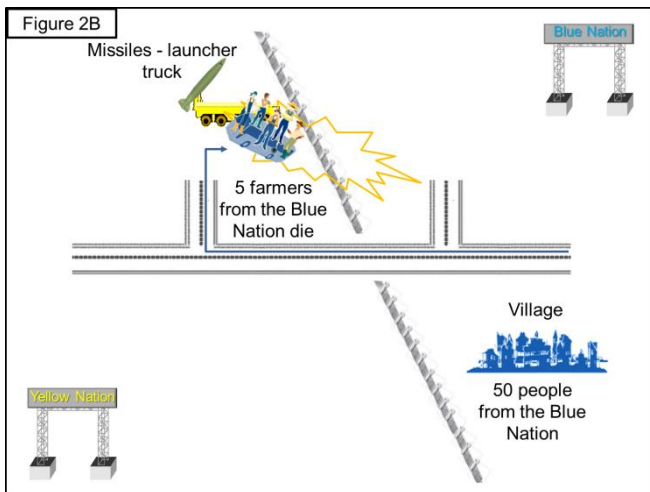 Figure 2B
Blue Nation
Missiles - launcher
truck
5 farmers
from the Blue
Nation die
Village
50 people
from the Blue
Nation
Yellow Nation